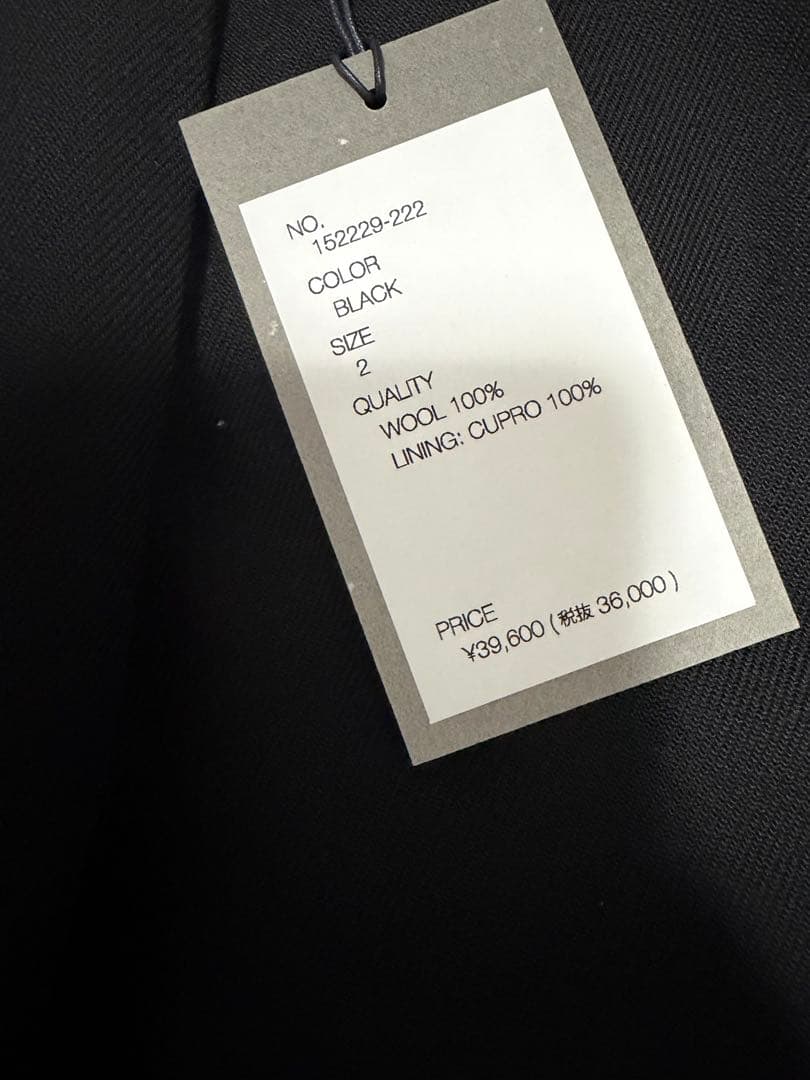 NO.
152229-222
COLOR
BLACK
SIZE
2
QUALITY
WOOL 100%
LINING: CUPRO 100%
PRICE
¥39,600 (税抜 36,000 )